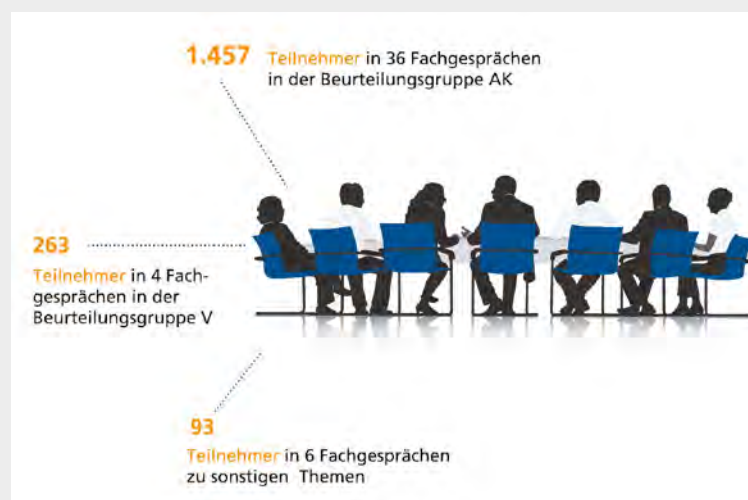 1.457 Teilnehmer in 36 Fachgesprächen
in der Beurteilungsgruppe AK
263
Teilnehmer in 4 Fach-
gesprächen in der
Beurteilungsgruppe V
93
Teilnehmer in 6 Fachgesprächen
zu sonstigen Themen